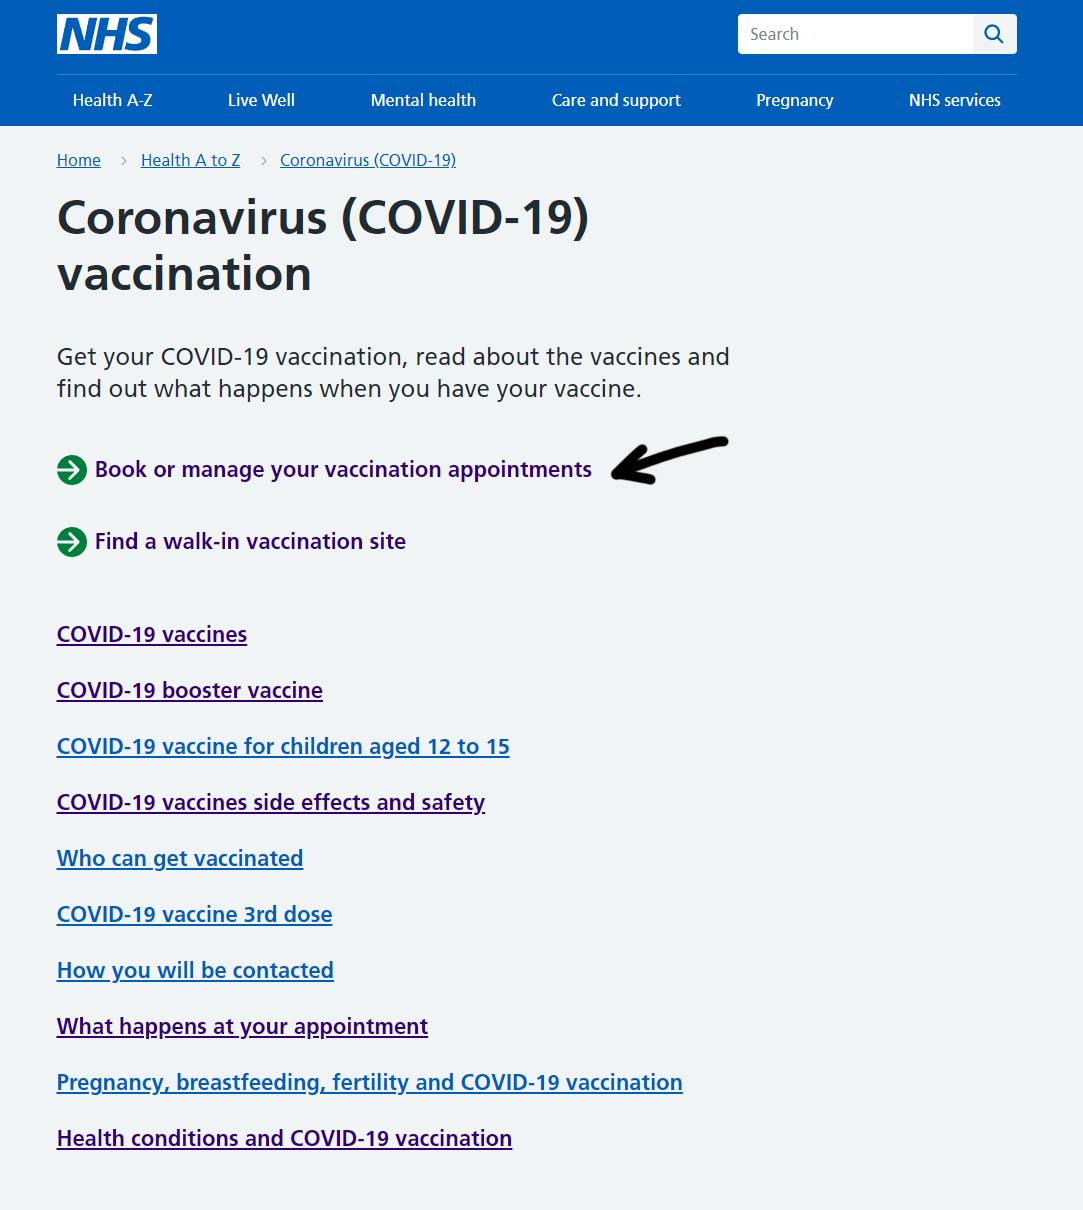 NHS
Search
Health A-Z Live Well Mental health Care and support Pregnancy NHS services
Home > Health A to Z > Coronavirus (COVID-19)
Coronavirus (COVID-19)
vaccination
Get your COVID-19 vaccination, read about the vaccines and
find out what happens when you have your vaccine.
Book or manage your vaccination appointments
Find a walk-in vaccination site
COVID-19 vaccines
COVID-19 booster vaccine
COVID-19 vaccine for children aged 12 to 15
COVID-19 vaccines side effects and safety
Who can get vaccinated
COVID-19 vaccine 3rd dose
How you will be contacted
What happens at your appointment
Pregnancy, breastfeeding, fertility and COVID-19 vaccination
Health conditions and COVID-19 vaccination